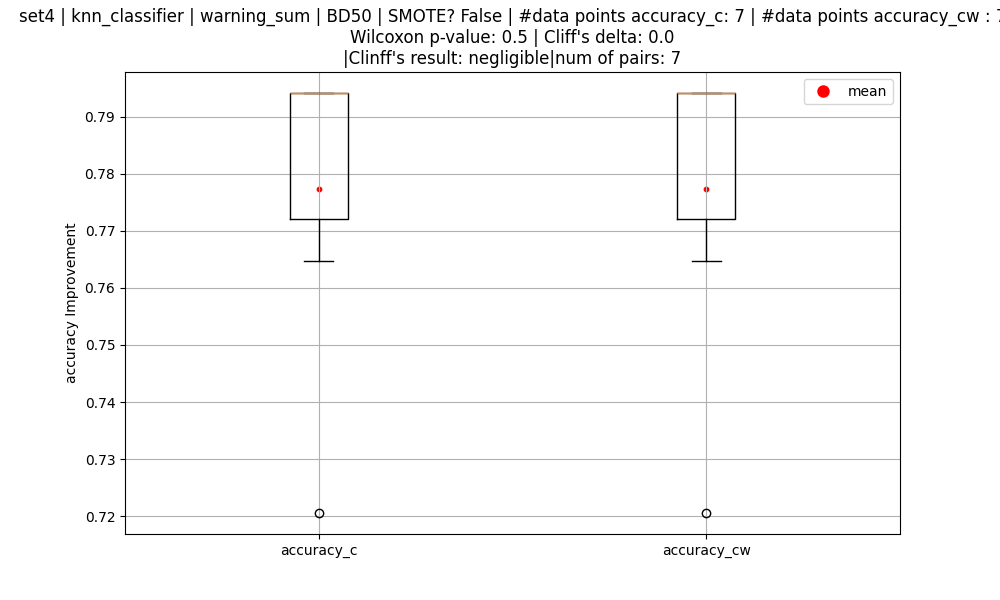 set4 | knn_classifier | warning_sum | BD50 | SMOTE? False | #data points accuracy_c: 7 | #data points accuracy_cw :
Wilcoxon p-value: 0.5 | Cliff's delta: 0.0
|Clinff's result: negligible|num of pairs: 7
mean
0.79
0.78
0.77
0.76
0.75
0.74
0.73
0.72
accuracy Improvement
accuracy_c
accuracy_cw